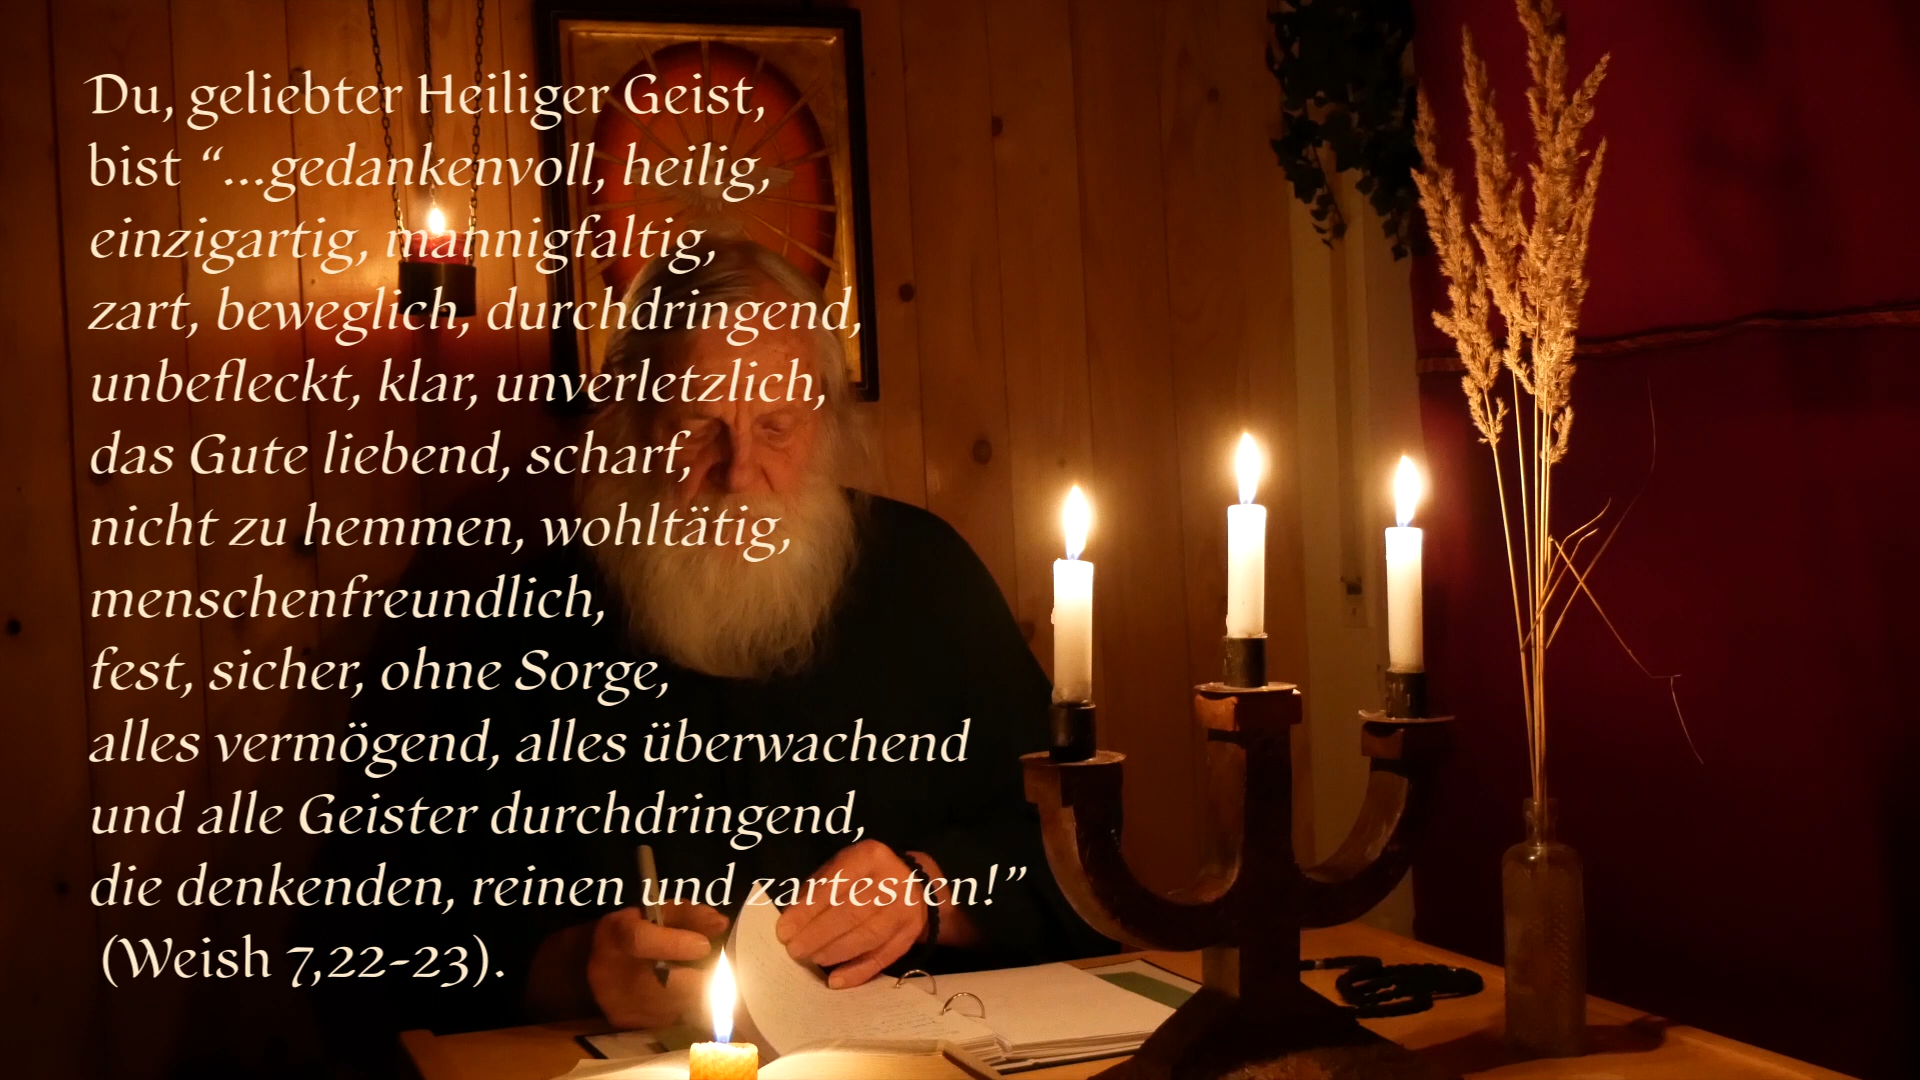 Du, geliebter Heiliger Geist,
bist “...gedankenvoll, heilig,
einzigartig, mannigfaltig,
zart, beweglich, durchdringend,
unbefleckt, klar, unverletzlich,
das Gute liebend, scharf,
nicht zu hemmen, wohltätig,
menschenfreundlich,
fest, sicher, ohne Sorge,
alles vermögend, alles überwachend
und alle Geister durchdringend,
die denkenden, reinen und zartesten!”
(Weish 7,22-23).